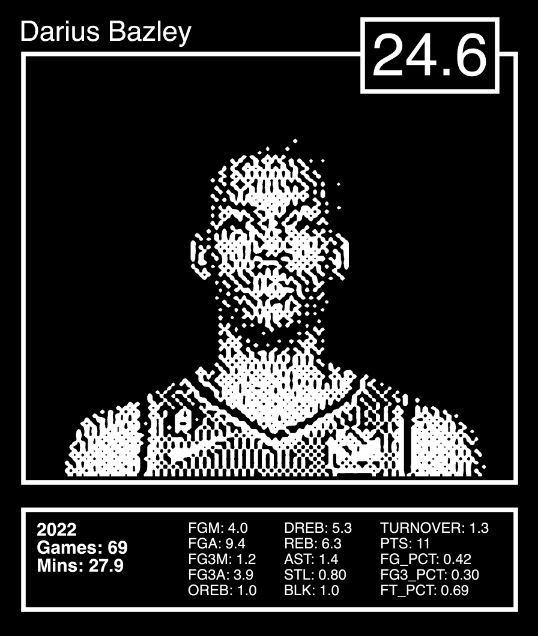 Darius Bazley
24.6
2022
Games: 69
Mins: 27.9
FGM: 4.0
FGA: 9.4
FG3M: 1.2
FG3A: 3.9
OREB: 1.0
DREB: 5.3
REB: 6.3
AST: 1.4
STL: 0.80
BLK: 1.0
TURNOVER: 1.3
PTS: 11
FG_PCT: 0.42
FG3_PCT: 0.30
FT_PCT: 0.69